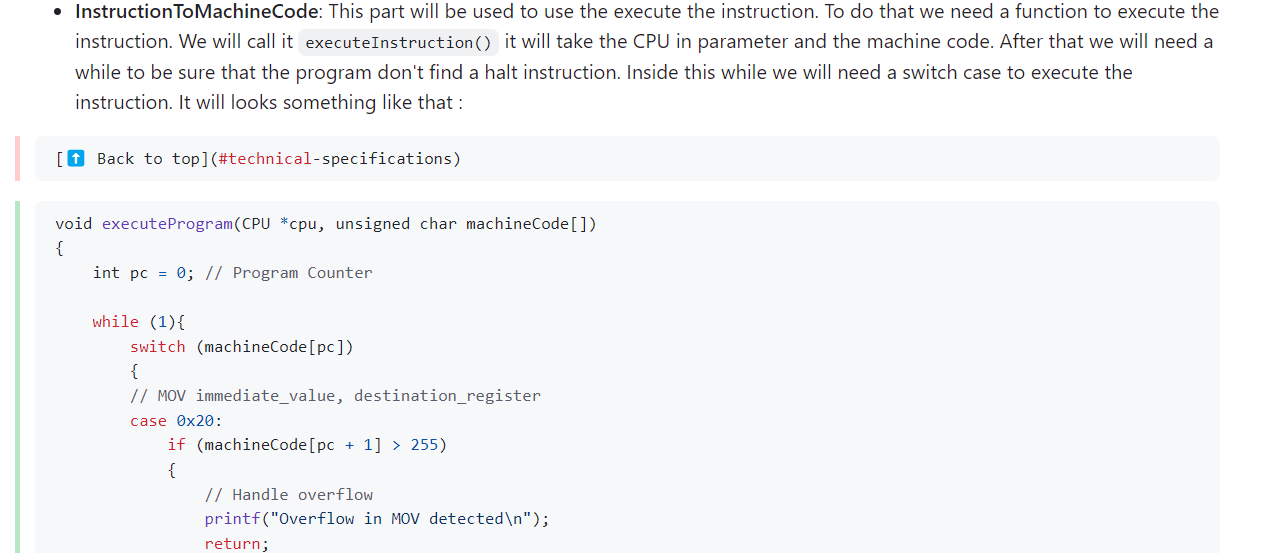 • InstructionToMachineCode: This part will be used to use the execute the instruction. To do that we need a function to execute the
instruction. We will call it executeInstruction() it will take the CPU in parameter and the machine code. After that we will need a
while to be sure that the program don't find a halt instruction. Inside this while we will need a switch case to execute the
instruction. It will looks something like that :
[⬆️ Back to top](#technical-specifications)
void executeProgram(CPU *cpu, unsigned char machineCode[])
{
    int pc = 0; // Program Counter
    while (1){
        switch (machineCode[pc])
        {
        // MOV immediate_value, destination_register
        case 0x20:
            if (machineCode[pc + 1] > 255)
            {
                // Handle overflow
                printf("Overflow in MOV detected\n");
                return;